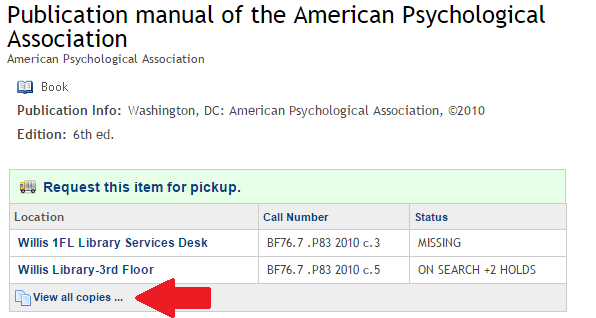 Publication manual of the American Psychological
Association
American Psychological Association
Book
Publication Info: Washington, DC: American Psychological Association, ©2010
Edition: 6th ed.
Request this item for pickup.
Location Call Number Status
Willis 1FL Library Services Desk BF76.7 .P83 2010 c.3 MISSING
Willis Library-3rd Floor BF76.7 .P83 2010 c.5 ON SEARCH +2 HOLDS
View all copies ...